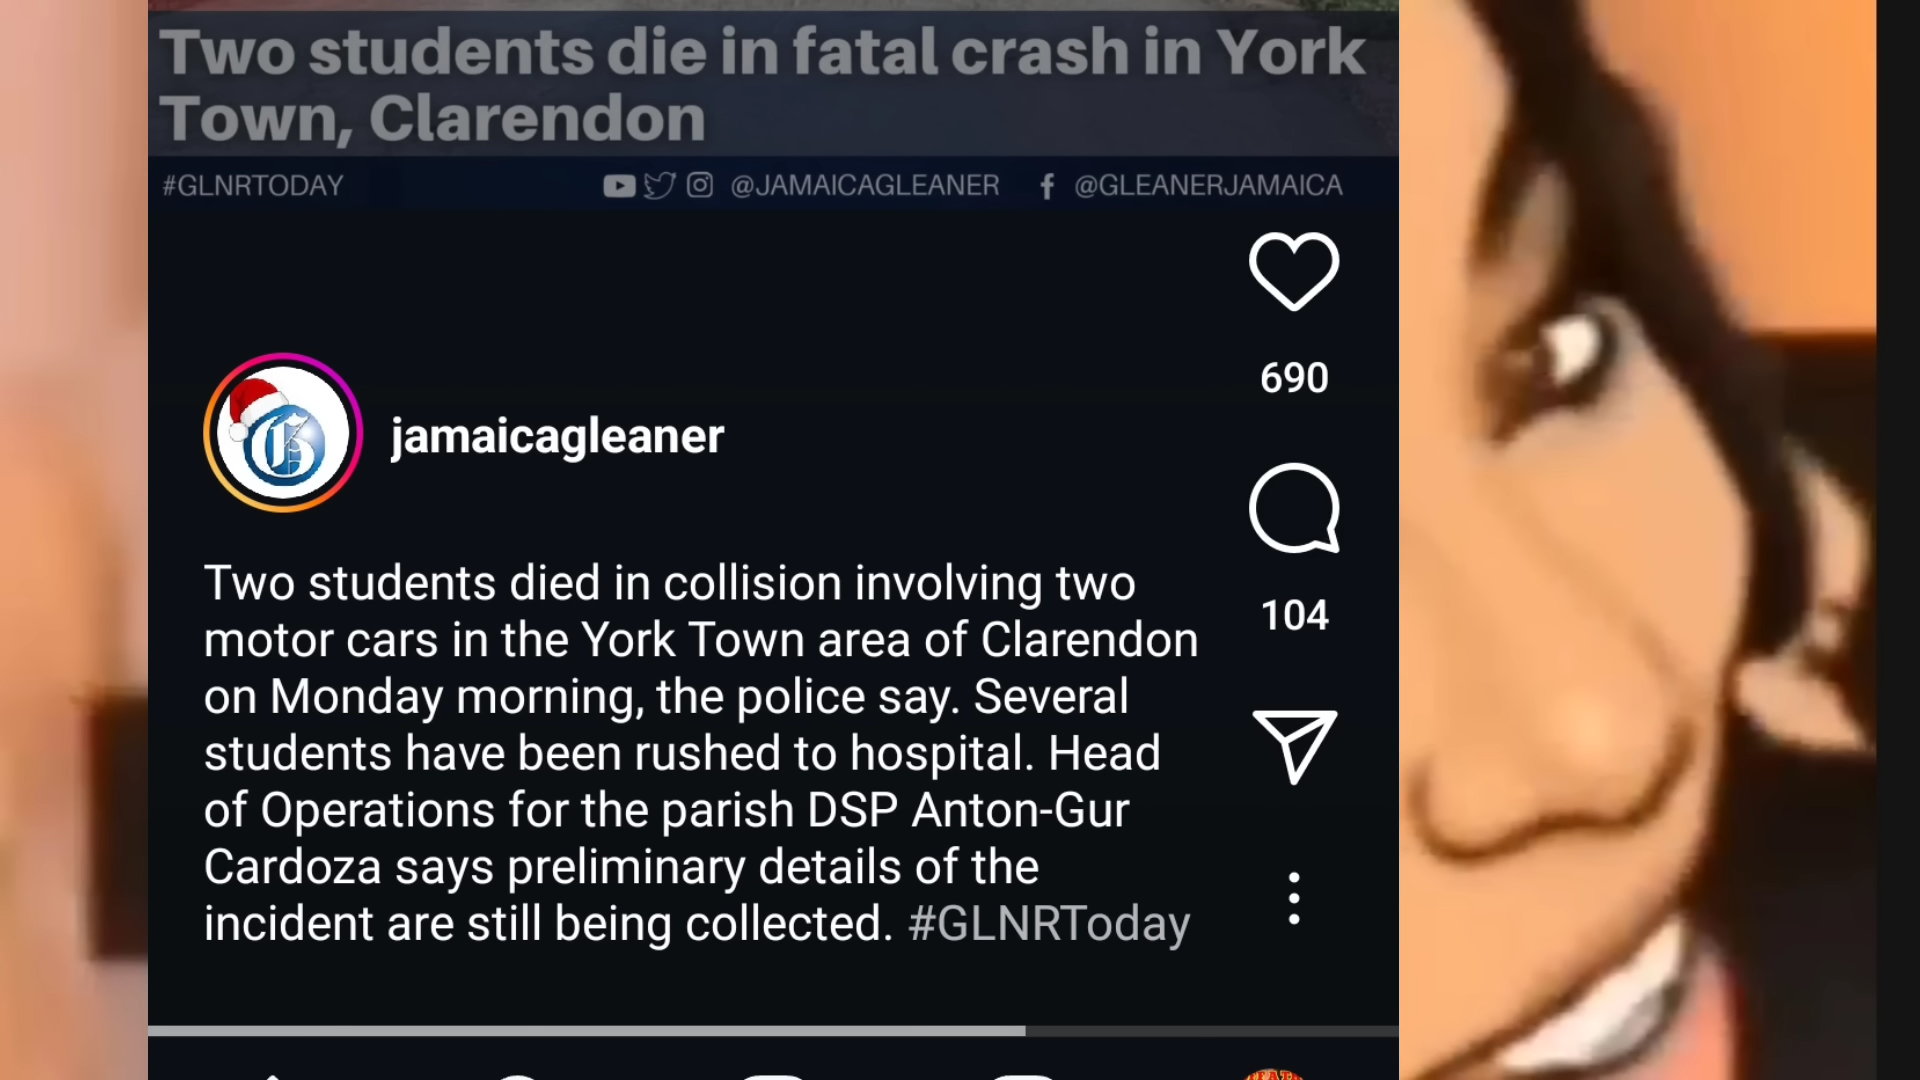 Two students die in fatal crash in York
Town, Clarendon
#GLNRTODAY
@JAMAICAGLEANER
@GLEANERJAMAICA
690
jamaicagleaner
104
Two students died in collision involving two
motor cars in the York Town area of Clarendon
on Monday morning, the police say. Several
students have been rushed to hospital. Head
of Operations for the parish DSP Anton-Gur
Cardoza says preliminary details of the
incident are still being collected. #GLNRToday